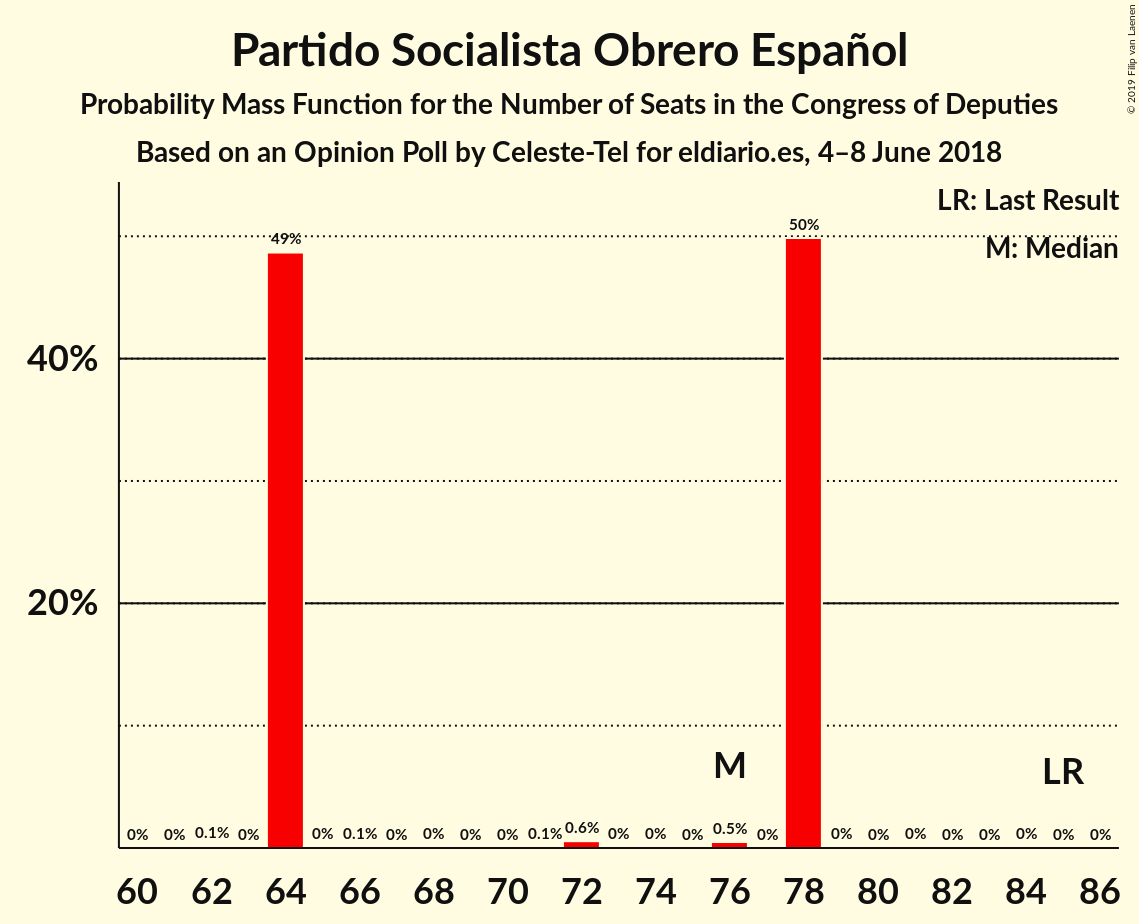 Partido Socialista Obrero Español
Probability Mass Function for the Number of Seats in the Congress of Deputies
Based on an Opinion Poll by Celeste-Tel for eldiario.es, 4–8 June 2018
© 2019 Filip van Laenen
LR: Last Result
M: Median
50%
49%
40%
20%
M
LR
0% 0% 0.1% 0% 0% 0.1% 0% 0% 0% 0% 0.1% 0.6% 0% 0% 0% 0.5% 0% 0% 0% 0% 0% 0% 0% 0% 0%
60 62 64 66 68 70 72 74 76 78 80 82 84 86